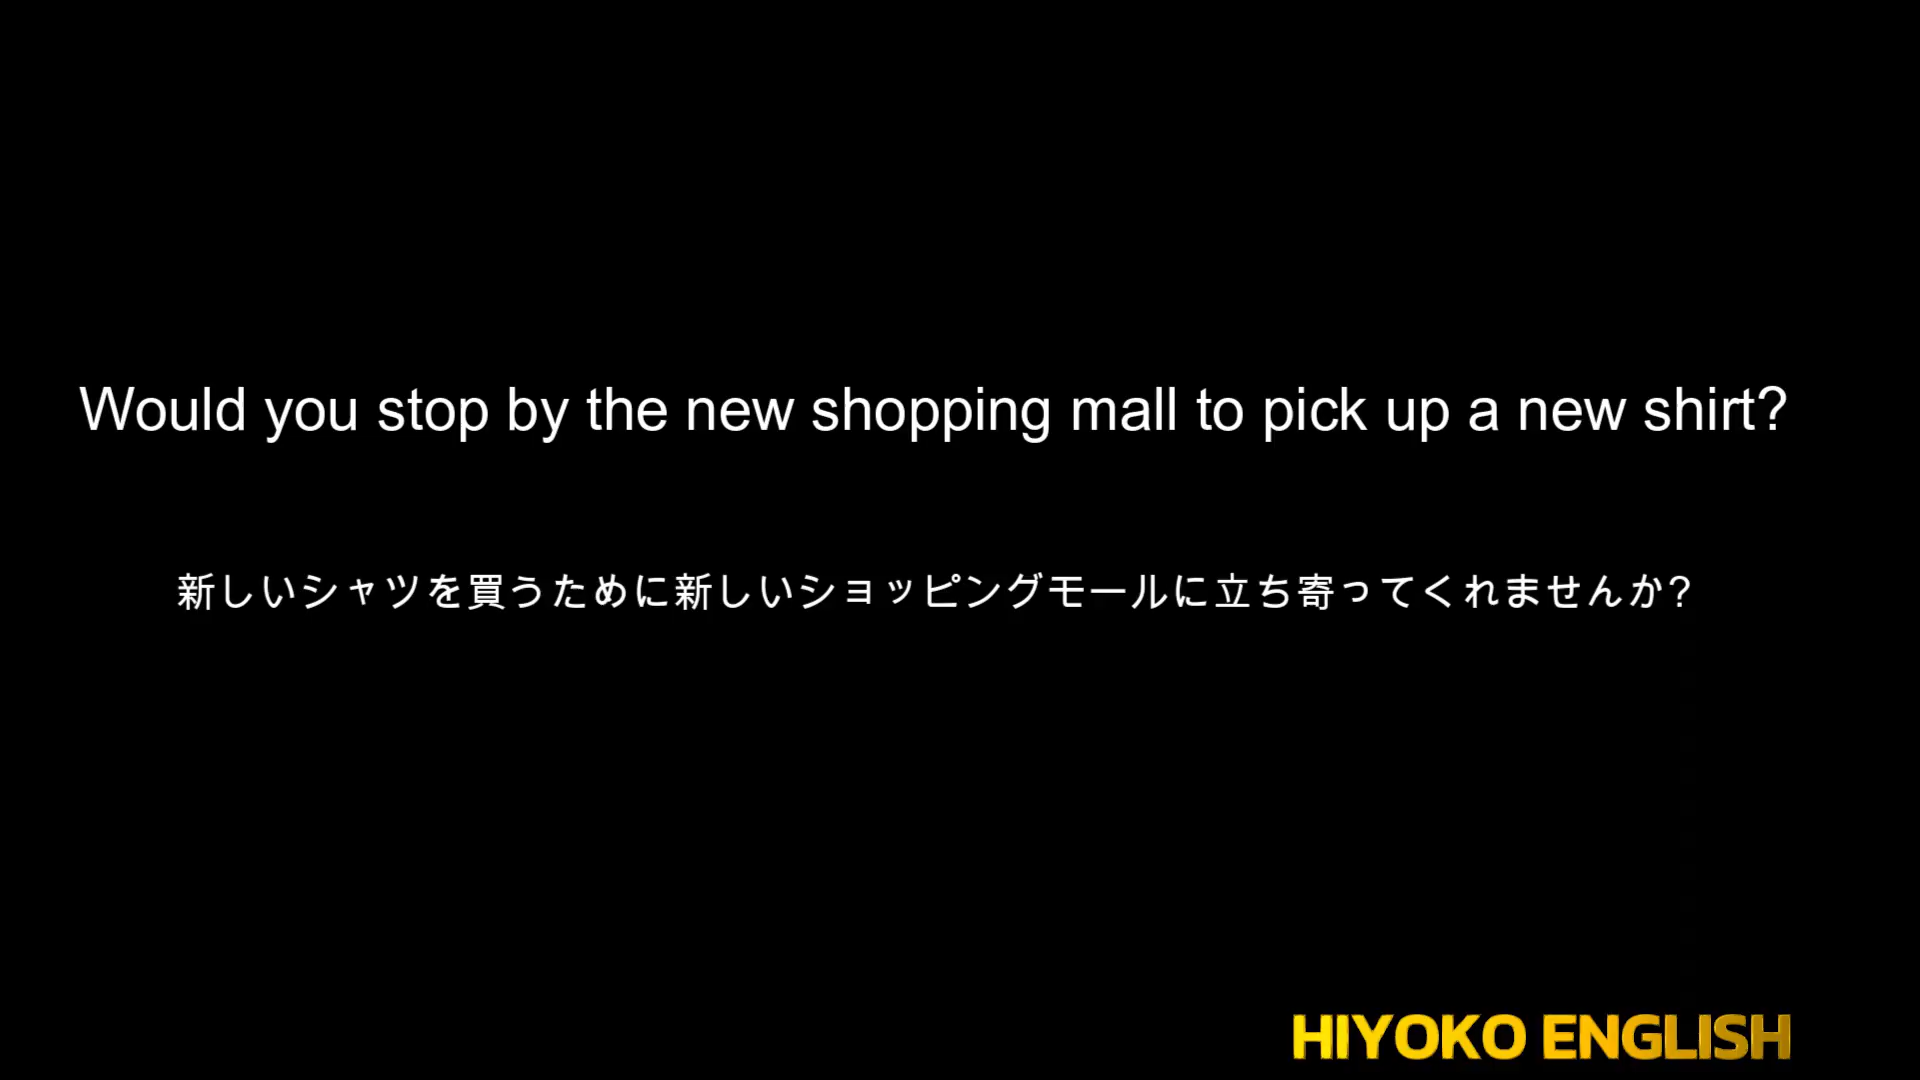 Would you stop by the new shopping mall to pick up a new shirt?
新しいシャツを買うために新しいショッピングモールに立ち寄ってくれませんか?
HIYOKO ENGLISH